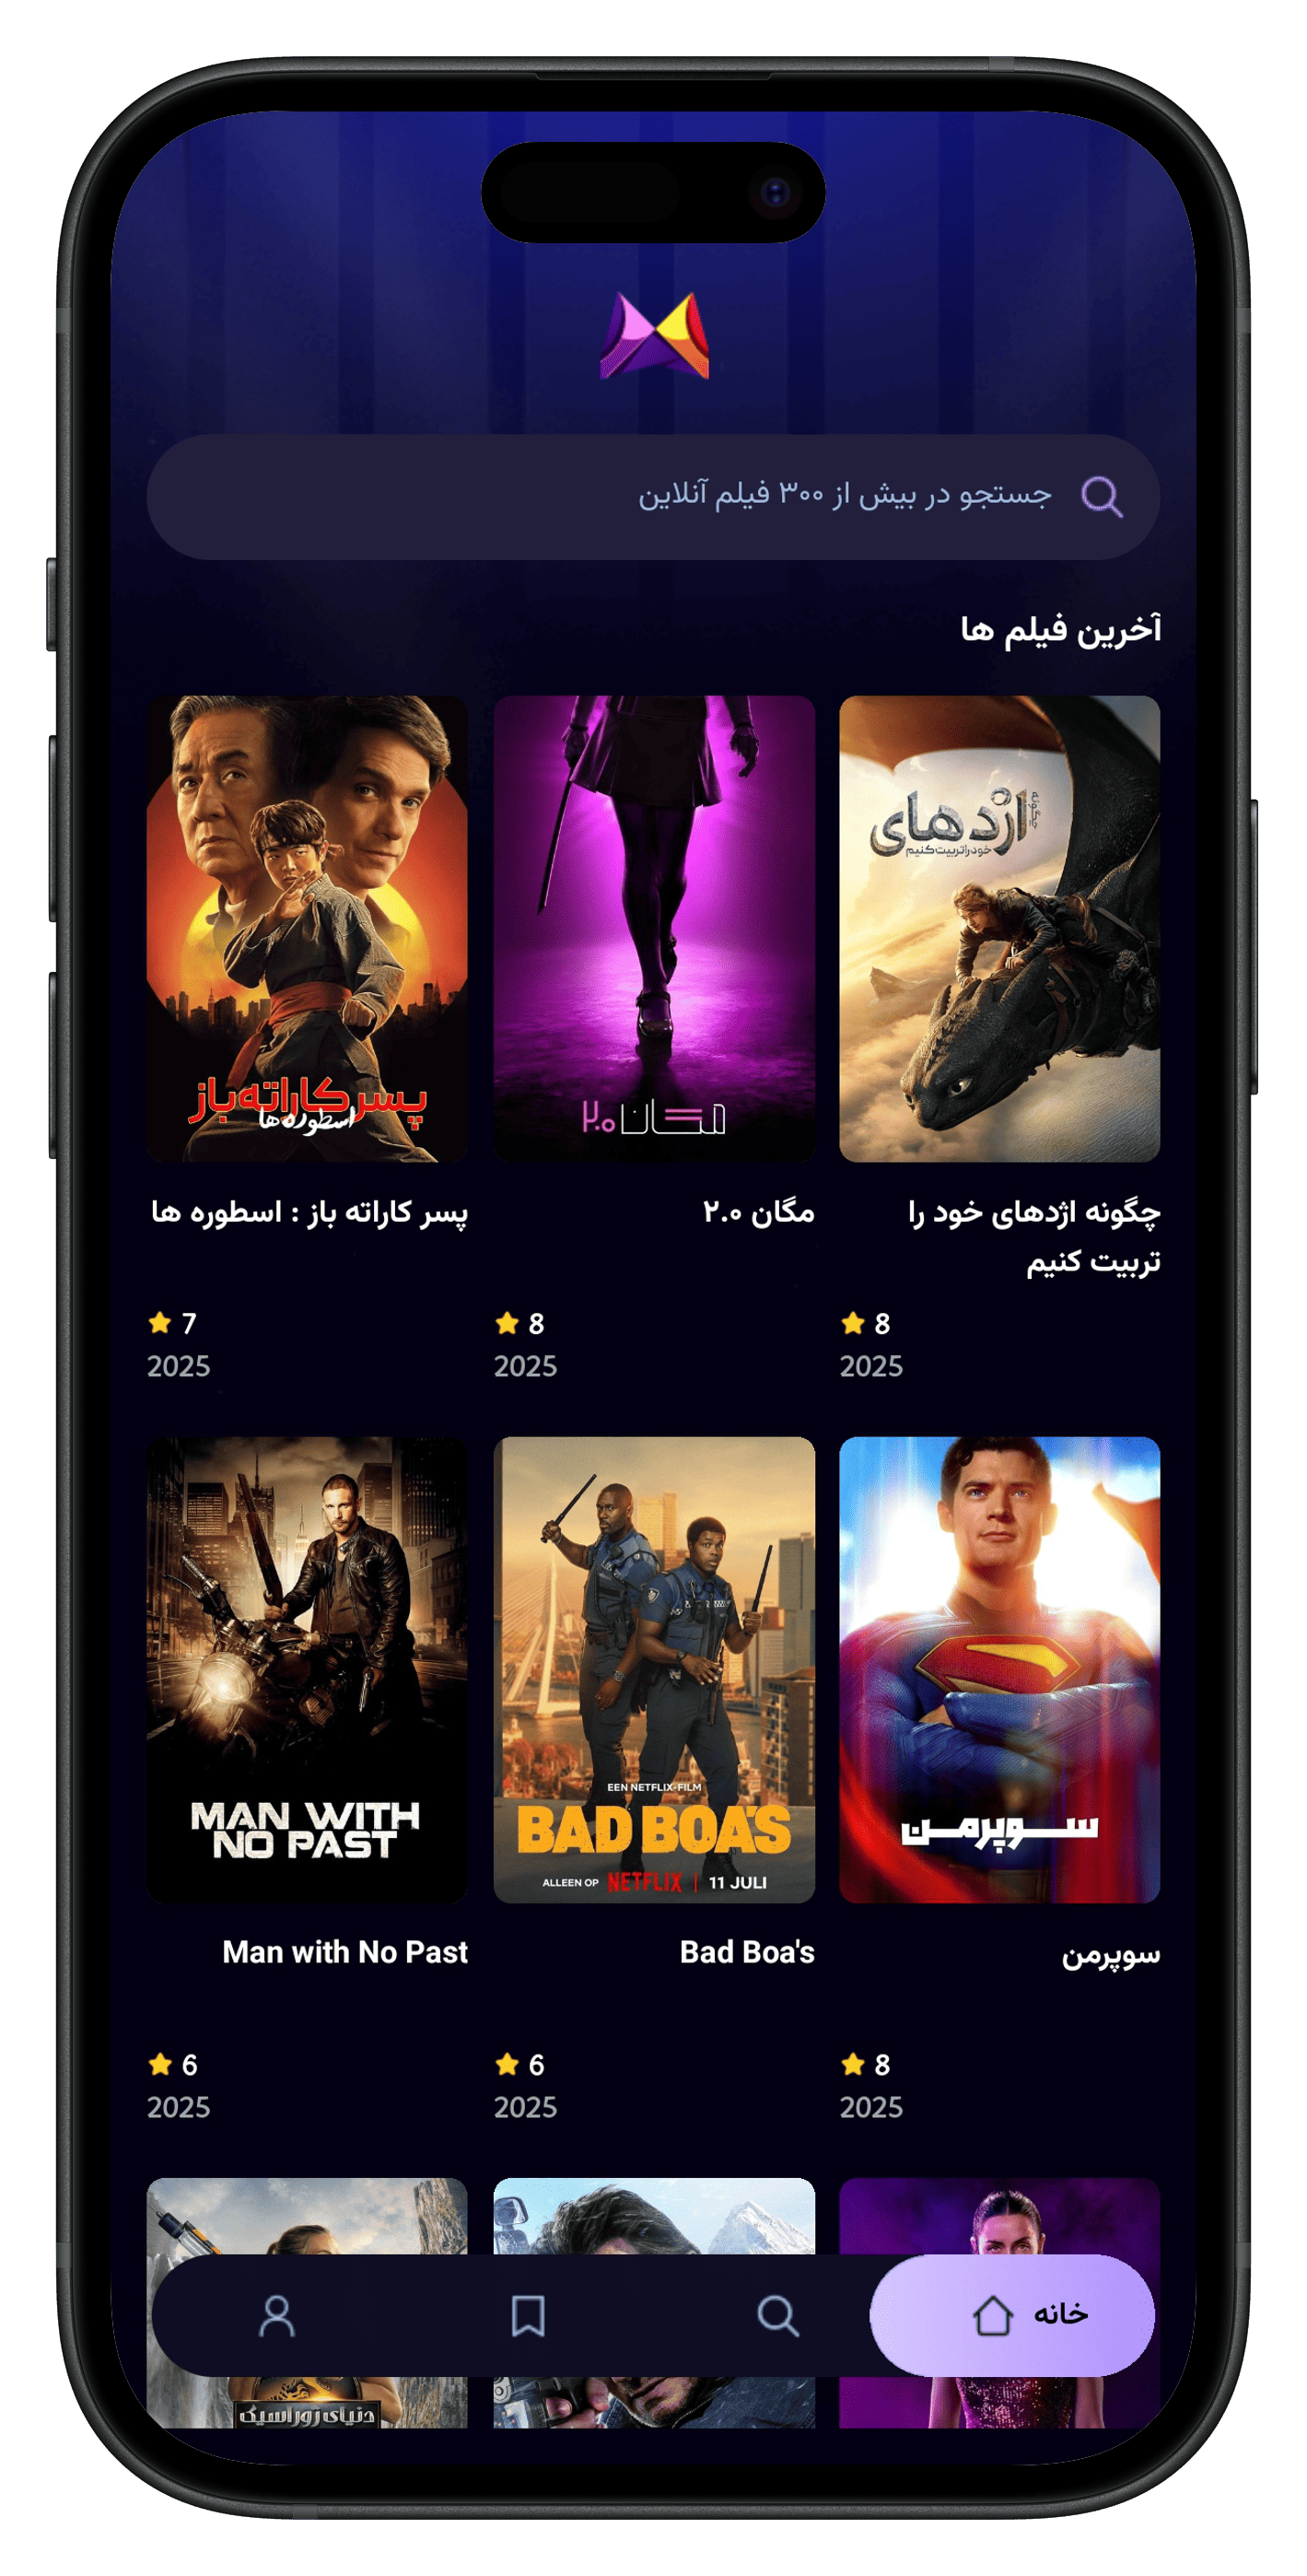 جستجو در بیش از ۳۰۰ فیلم آنلاین
آخرین فیلم ها
چگونه
اژدهای
خود را تربیت کنیم
مگان ۲.۰
پسر کاراته باز
اسطوره ها
چگونه اژدهای خود را
تربیت کنیم
مگان ۲.۰
پسر کاراته باز : اسطوره ها
8
8
7
2025
2025
2025
سوپرمن
EEN NETFLIX-FILM
BAD BOA'S
ALLEEN OP NETFLIX | 11 JULI
MAN WITH
NO PAST
سوپرمن
Bad Boa's
Man with No Past
8
6
6
2025
2025
2025
دنیای ژوراسیک
خانه